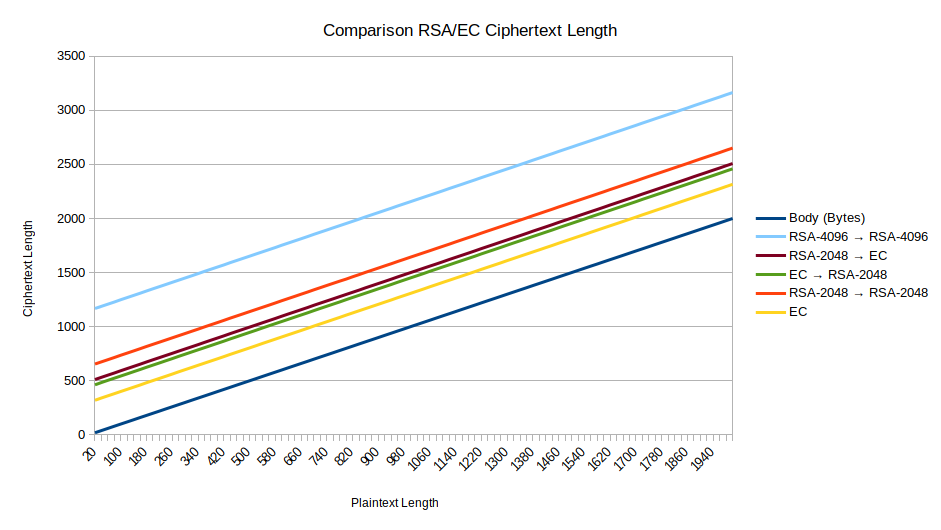 Comparison RSA/EC Ciphertext Length
3500
3000
2500
2000
1500
1000
500
0
Ciphertext Length
20 100 180 260 340 420 500 580 660 740 820 900 980 1060 1140 1220 1300 1380 1460 1540 1620 1700 1780 1860 1940
Plaintext Length
Body (Bytes)
RSA-4096 → RSA-4096
RSA-2048 → EC
EC → RSA-2048
RSA-2048 → RSA-2048
EC